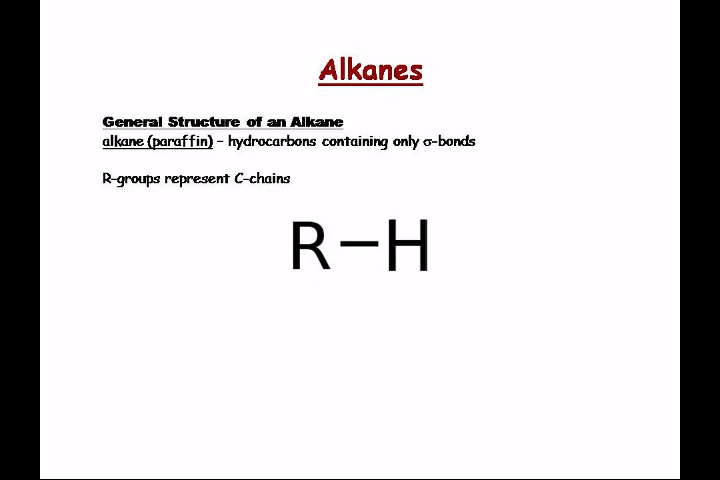 Alkanes
General Structure of an Alkane
alkane (paraffin) – hydrocarbons containing only σ-bonds
R-groups represent C-chains
R–H